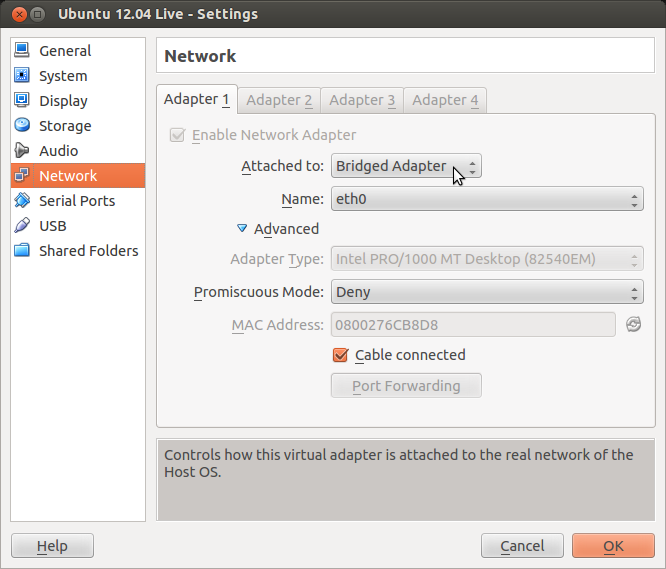 Ubuntu 12.04 Live - Settings
General
System
Display
Storage
Audio
Network
Serial Ports
USB
Shared Folders
Network
Adapter 1 Adapter 2 Adapter 3 Adapter 4
Enable Network Adapter
Attached to: Bridged Adapter
Name: eth0
Advanced
Adapter Type: Intel PRO/1000 MT Desktop (82540EM)
Promiscuous Mode: Deny
MAC Address: 0800276CB8D8
Cable connected
Port Forwarding
Controls how this virtual adapter is attached to the real network of the
Host OS.
Help Cancel OK